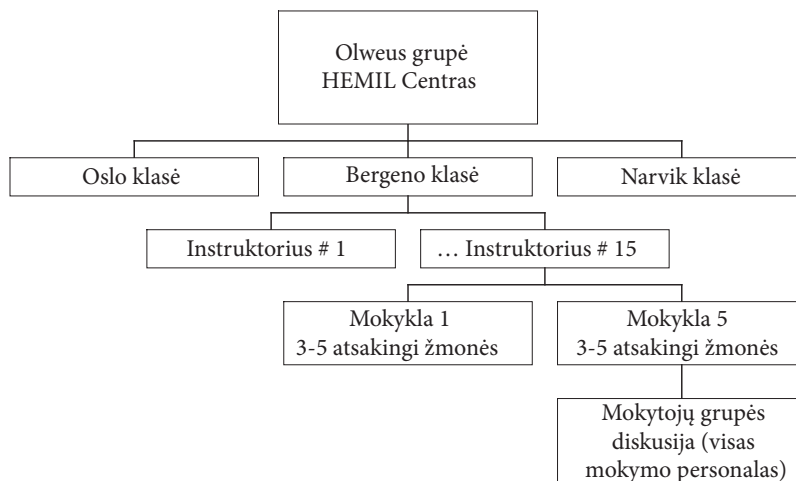 Olweus grupė
HEMIL Centras
Oslo klasė
Bergeno klasė
Narvik klasė
Instruktorius # 1
… Instruktorius # 15
Mokykla 1
3-5 atsakingi žmonės
Mokykla 5
3-5 atsakingi žmonės
Mokytojų grupės
diskusija (visas
mokymo personalas)